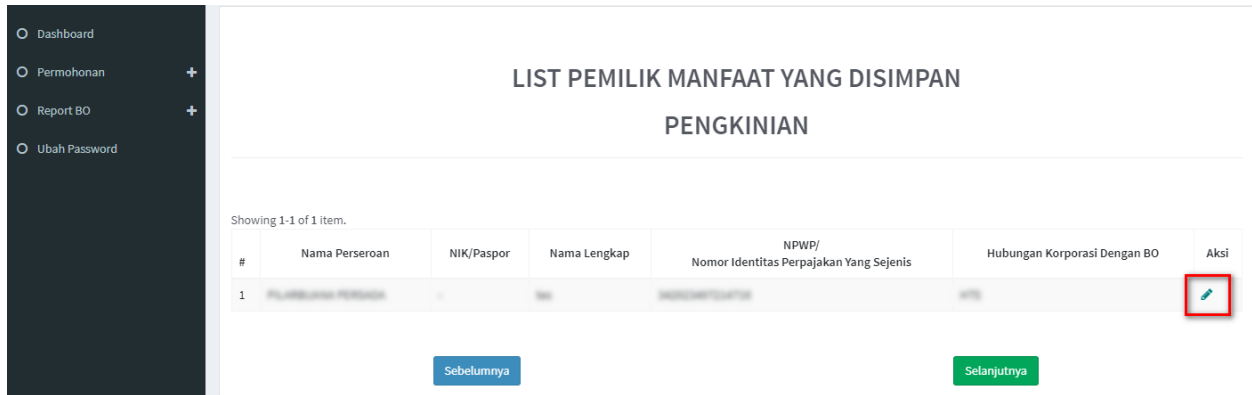 Dashboard
Permohonan
Report BO
Ubah Password
LIST PEMILIK MANFAAT YANG DISIMPAN
PENGKINIAN
Showing 1-1 of 1 item.
# Nama Perseroan NIK/Paspor Nama Lengkap NPWP/ Hubungan Korporasi Dengan BO Aksi
Nomor Identitas Perpajakan Yang Sejenis
1
Sebelumnya Selanjutnya